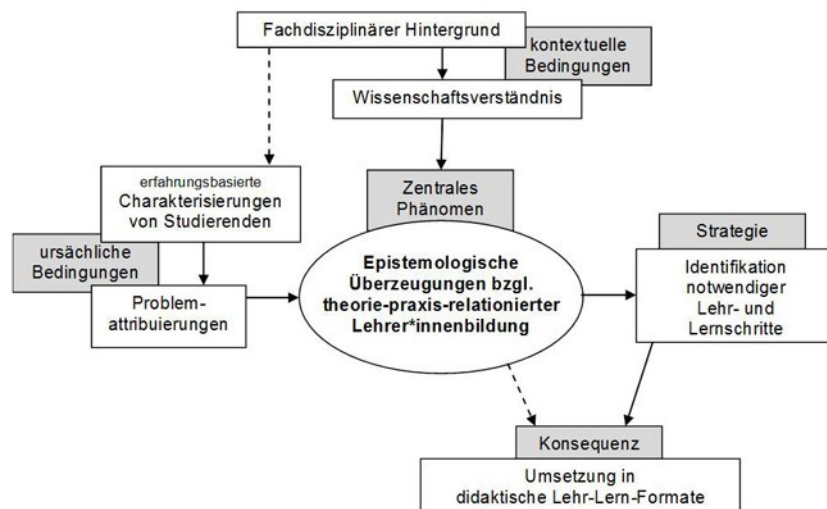 Fachdisziplinärer Hintergrund
kontextuelle
Bedingungen
Wissenschaftsverständnis
erfahrungsbasierte
Charakterisierungen
von Studierenden
Zentrales
Phänomen
ursächliche
Bedingungen
Problem-
attribuierungen
Epistemologische
Überzeugungen bzgl.
theorie-praxis-relationierter
Lehrer*innenbildung
Strategie
Identifikation
notwendiger
Lehr- und
Lernschritte
Konsequenz
Umsetzung in
didaktische Lehr-Lern-Formate